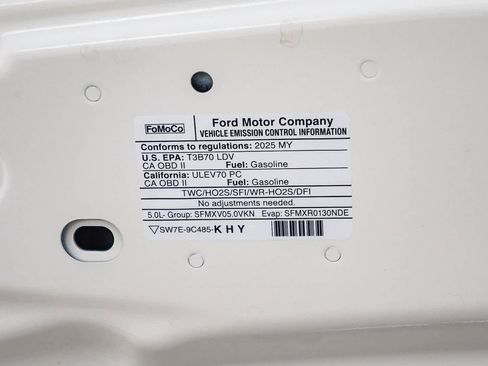 FoMoCo
Ford Motor Company
VEHICLE EMISSION CONTROL INFORMATION
Conforms to regulations: 2025 MY
U.S. EPA: T3B70 LDV
CA OBD II Fuel: Gasoline
California: ULEV70 PC
CA OBD II Fuel: Gasoline
TWC/HO2S/SFI/WR-HO2S/DFI
No adjustments needed.
5.0L- Group: SFMXV05.0VKN Evap: SFMXR0130NDE
SW7E-9C485-KHY